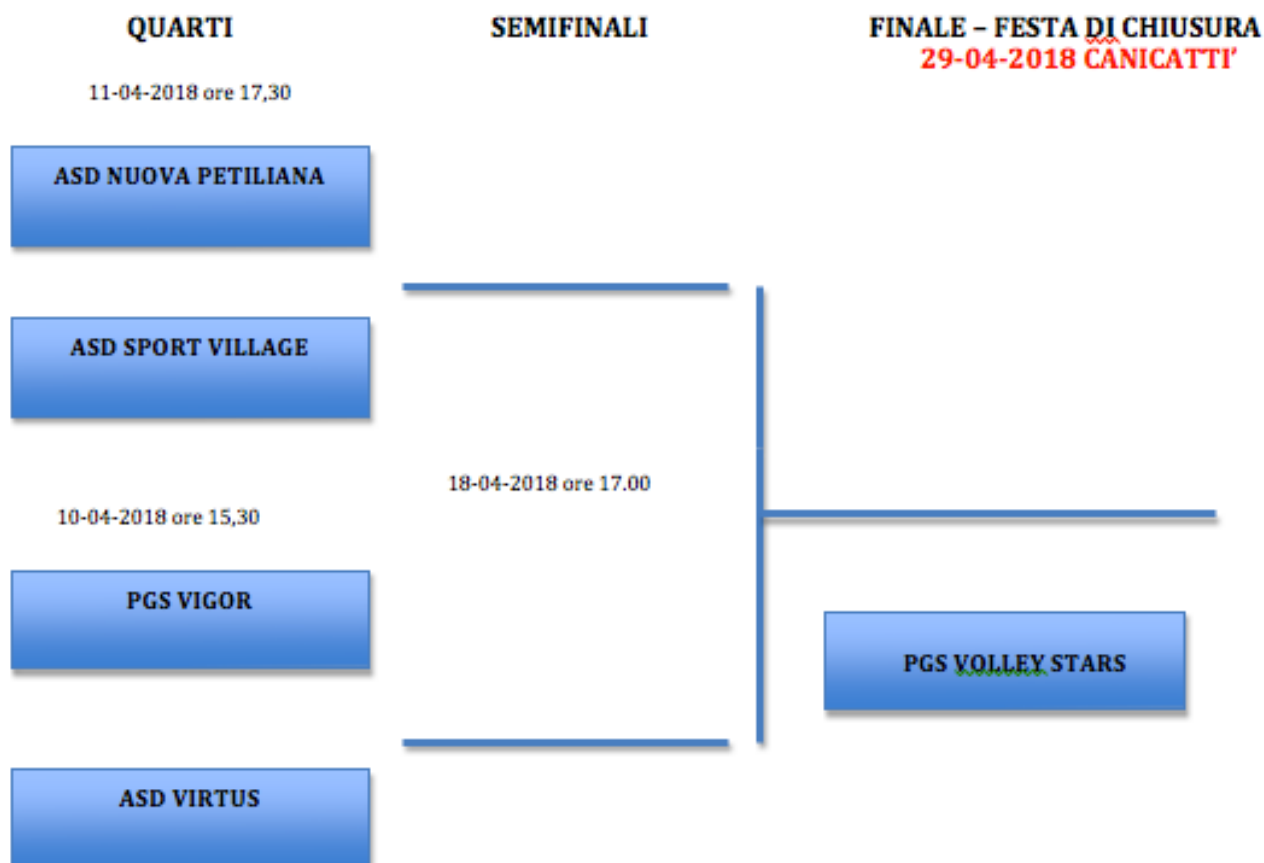 QUARTI
SEMIFINALI
FINALE – FESTA DI CHIUSURA
29-04-2018 CANICATTI’
11-04-2018 ore 17,30
ASD NUOVA PETILIANA
ASD SPORT VILLAGE
18-04-2018 ore 17.00
10-04-2018 ore 15,30
PGS VIGOR
PGS VOLLEY STARS
ASD VIRTUS